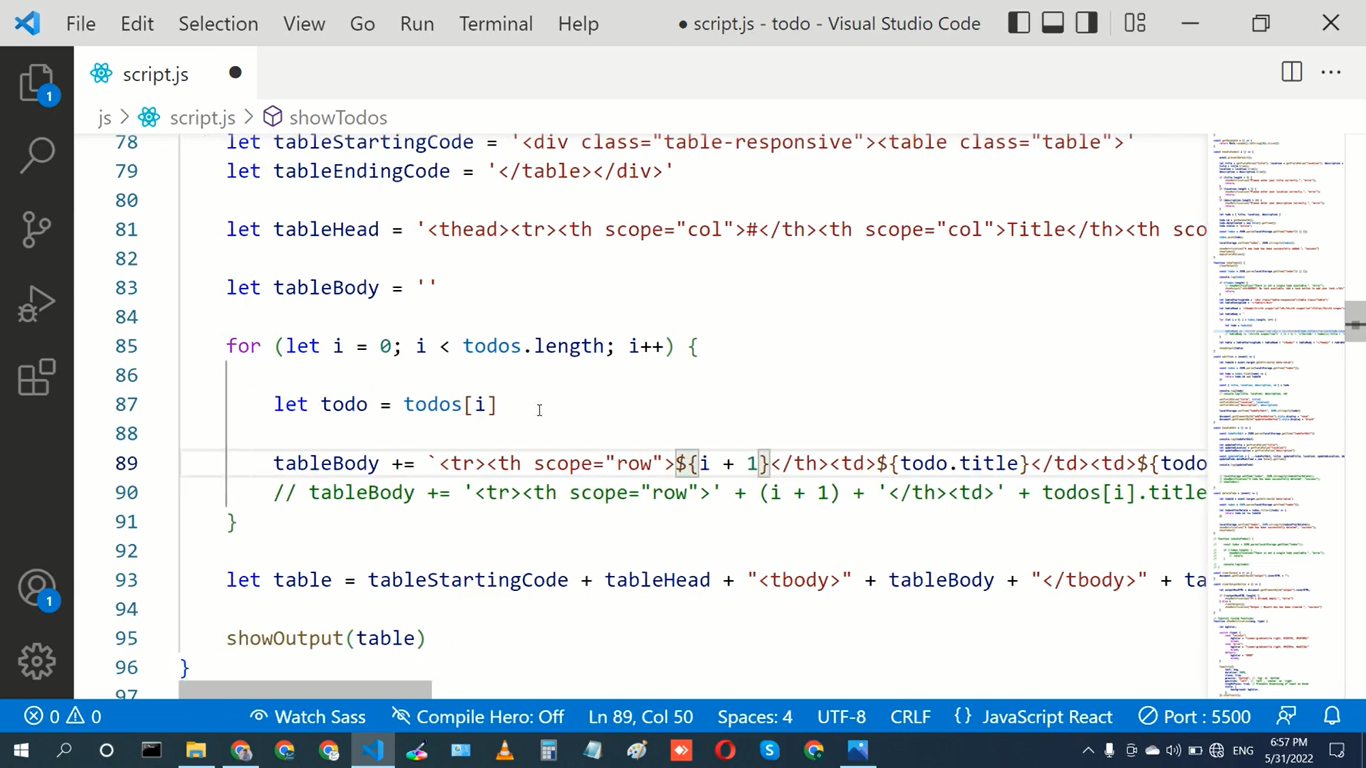 File Edit Selection View Go Run Terminal Help ● script.js - todo - Visual Studio Code
script.js ●
js > script.js > showTodos
78 let tableStartingCode = '<div class="table-responsive"><table class="table">'
79 let tableEndingCode = '</table></div>'
80
81 let tableHead = '<thead><tr><th scope="col">#</th><th scope="col">Title</th><th sco
82
83 let tableBody = ''
84
85 for (let i = 0; i < todos.length; i++) {
86
87 let todo = todos[i]
88
89 tableBody += `<tr><th scope="row">${i + 1}</th><td>${todo.title}</td><td>${todo
90 // tableBody += '<tr><th scope="row">' + (i + 1) + '</th><td>' + todos[i].title
91 }
92
93 let table = tableStartingCode + tableHead + "<tbody>" + tableBody + "</tbody>" + ta
94
95 showOutput(table)
96 }
97
1
1
0 0 Watch Sass Compile Hero: Off Ln 89, Col 50 Spaces: 4 UTF-8 CRLF {} JavaScript React Port : 5500
ENG 6:57 PM
5/31/2022